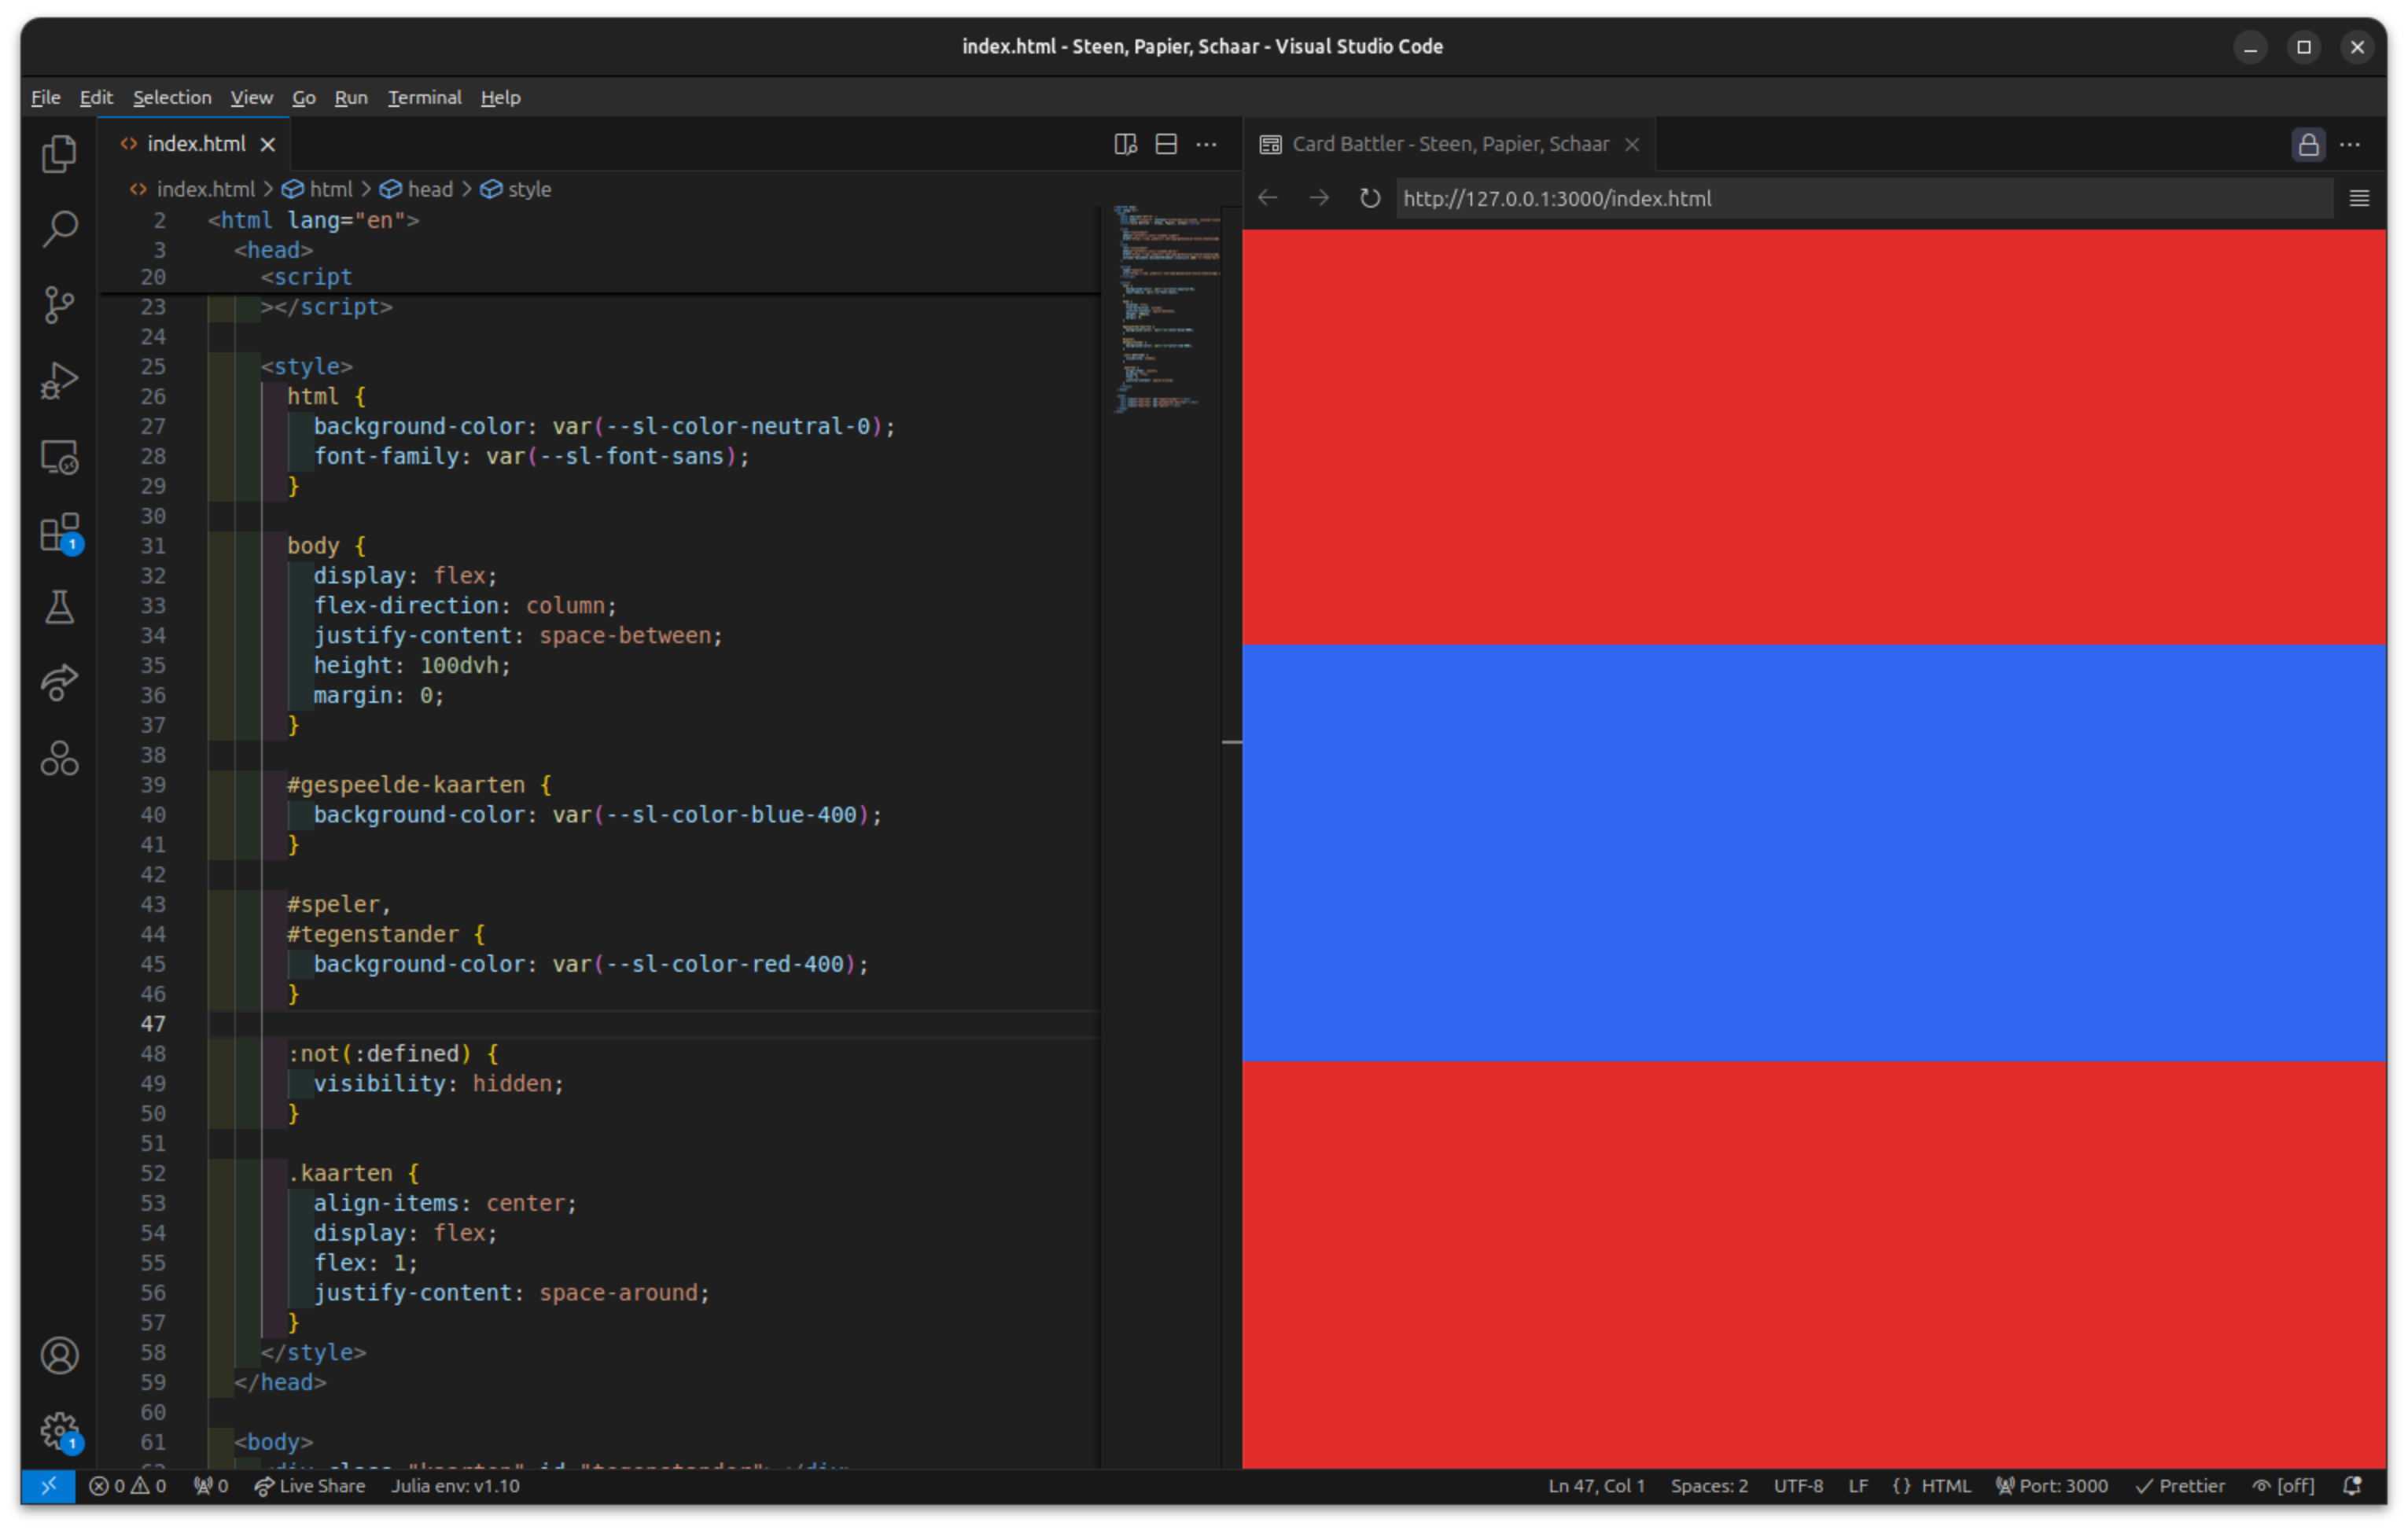 index.html - Steen, Papier, Schaar - Visual Studio Code
File Edit Selection View Go Run Terminal Help
index.html
Card Battler - Steen, Papier, Schaar
index.html > html > head > style
http://127.0.0.1:3000/index.html
2 <html lang="en">
3 <head>
20 <script
23 ></script>
24
25 <style>
26 html {
27 background-color: var(--sl-color-neutral-0);
28 font-family: var(--sl-font-sans);
29 }
30
31 body {
32 display: flex;
33 flex-direction: column;
34 justify-content: space-between;
35 height: 100dvh;
36 margin: 0;
37 }
38
39 #gespeelde-kaarten {
40 background-color: var(--sl-color-blue-400);
41 }
42
43 #speler,
44 #tegenstander {
45 background-color: var(--sl-color-red-400);
46 }
47
48 :not(:defined) {
49 visibility: hidden;
50 }
51
52 .kaarten {
53 align-items: center;
54 display: flex;
55 flex: 1;
56 justify-content: space-around;
57 }
58 </style>
59 </head>
60
61 <body>
1
1
0 0 0 Live Share Julia env: v1.10 Ln 47, Col 1 Spaces: 2 UTF-8 LF {} HTML Port: 3000 Prettier [off]